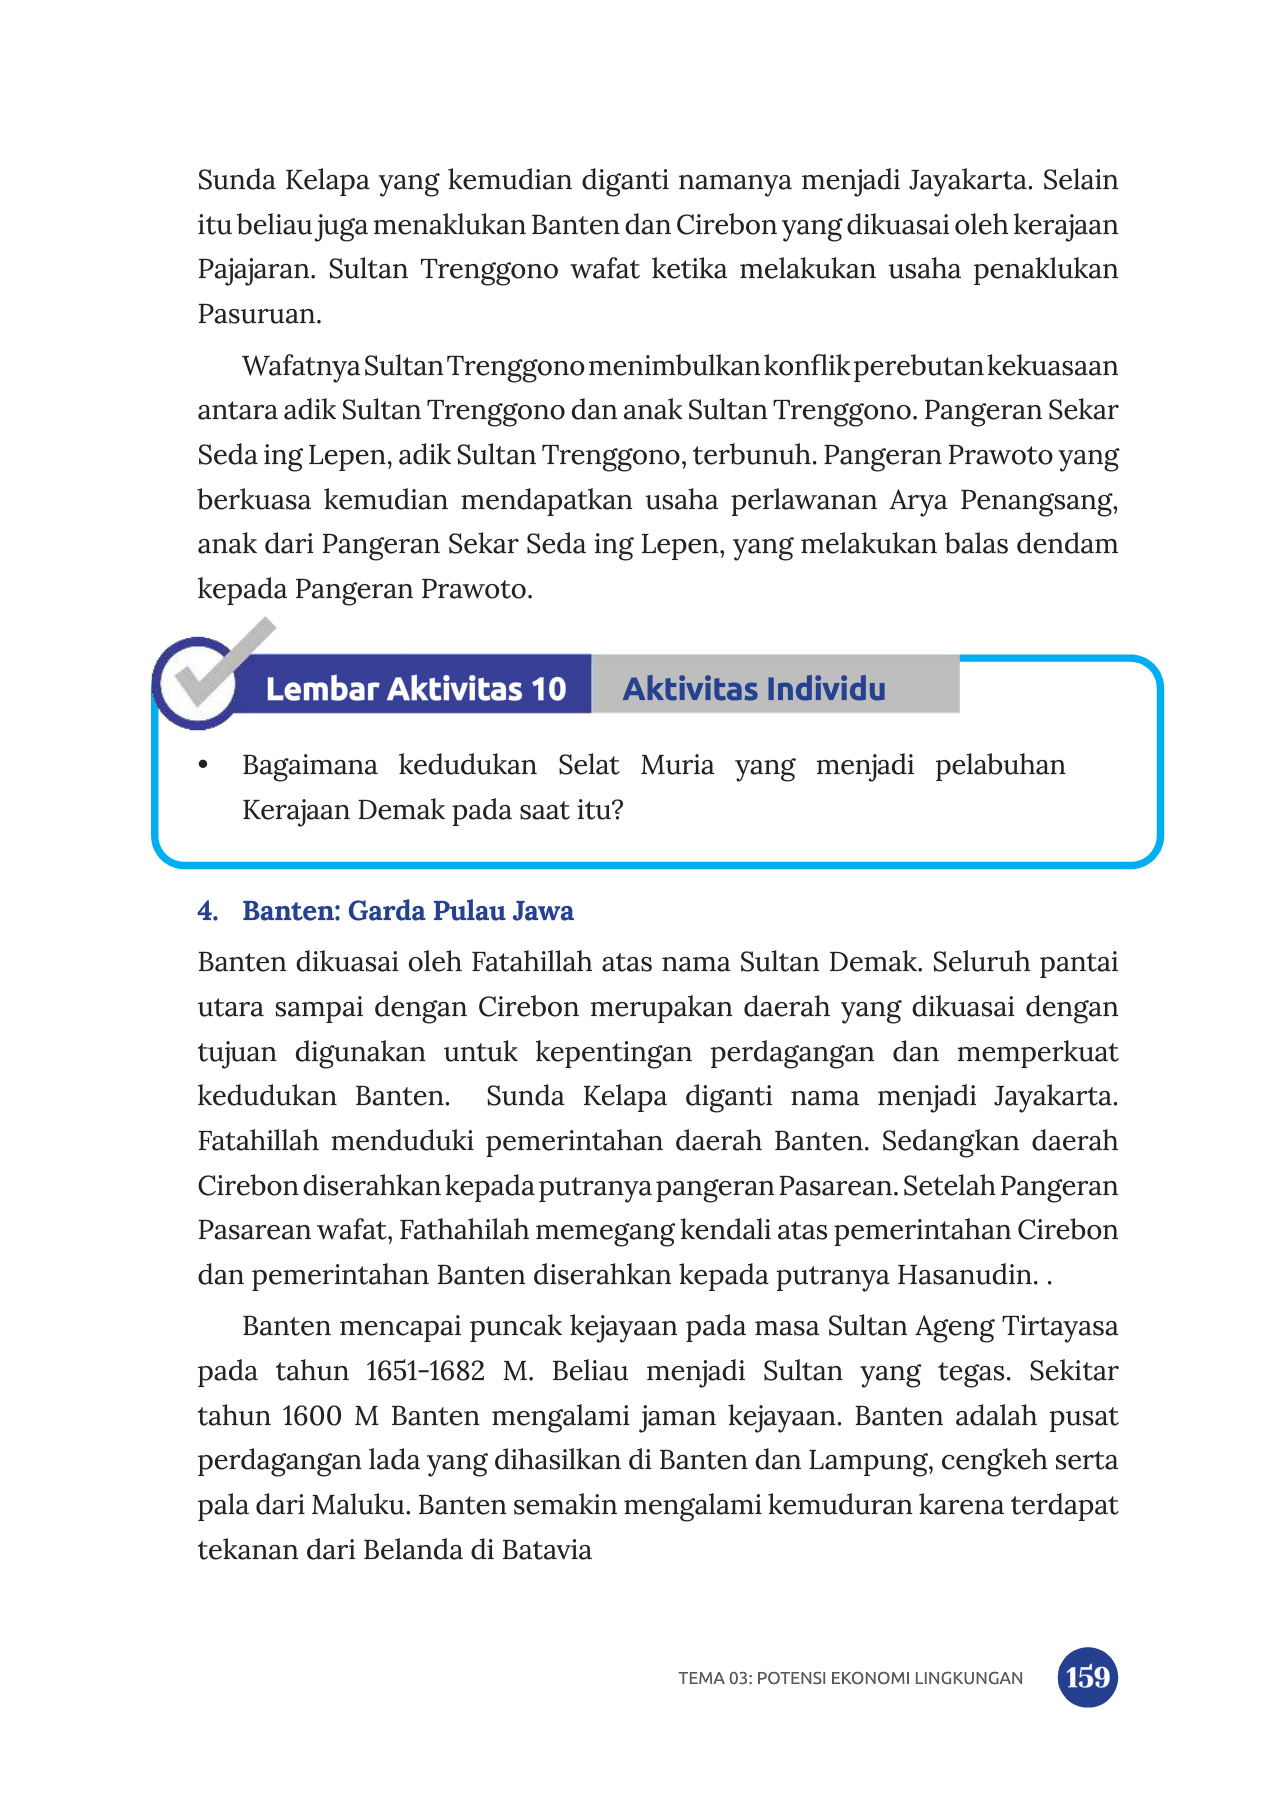 Sunda Kelapa yang kemudian diganti namanya menjadi Jayakarta. Selain
itu beliau juga menaklukan Banten dan Cirebon yang dikuasai oleh kerajaan
Pajajaran. Sultan Trenggono wafat ketika melakukan usaha penaklukan
Pasuruan.
Wafatnya Sultan Trenggono menimbulkan konflik perebutan kekuasaan
antara adik Sultan Trenggono dan anak Sultan Trenggono. Pangeran Sekar
Seda ing Lepen, adik Sultan Trenggono, terbunuh. Pangeran Prawoto yang
berkuasa kemudian mendapatkan usaha perlawanan Arya Penangsang,
anak dari Pangeran Sekar Seda ing Lepen, yang melakukan balas dendam
kepada Pangeran Prawoto.
Lembar Aktivitas 10 Aktivitas Individu
• Bagaimana kedudukan Selat Muria yang menjadi pelabuhan
Kerajaan Demak pada saat itu?
4. Banten: Garda Pulau Jawa
Banten dikuasai oleh Fatahillah atas nama Sultan Demak. Seluruh pantai
utara sampai dengan Cirebon merupakan daerah yang dikuasai dengan
tujuan digunakan untuk kepentingan perdagangan dan memperkuat
kedudukan Banten. Sunda Kelapa diganti nama menjadi Jayakarta.
Fatahillah menduduki pemerintahan daerah Banten. Sedangkan daerah
Cirebon diserahkan kepada putranya pangeran Pasarean. Setelah Pangeran
Pasarean wafat, Fathahilah memegang kendali atas pemerintahan Cirebon
dan pemerintahan Banten diserahkan kepada putranya Hasanudin. .
Banten mencapai puncak kejayaan pada masa Sultan Ageng Tirtayasa
pada tahun 1651-1682 M. Beliau menjadi Sultan yang tegas. Sekitar
tahun 1600 M Banten mengalami jaman kejayaan. Banten adalah pusat
perdagangan lada yang dihasilkan di Banten dan Lampung, cengkeh serta
pala dari Maluku. Banten semakin mengalami kemuduran karena terdapat
tekanan dari Belanda di Batavia
TEMA 03: POTENSI EKONOMI LINGKUNGAN 159